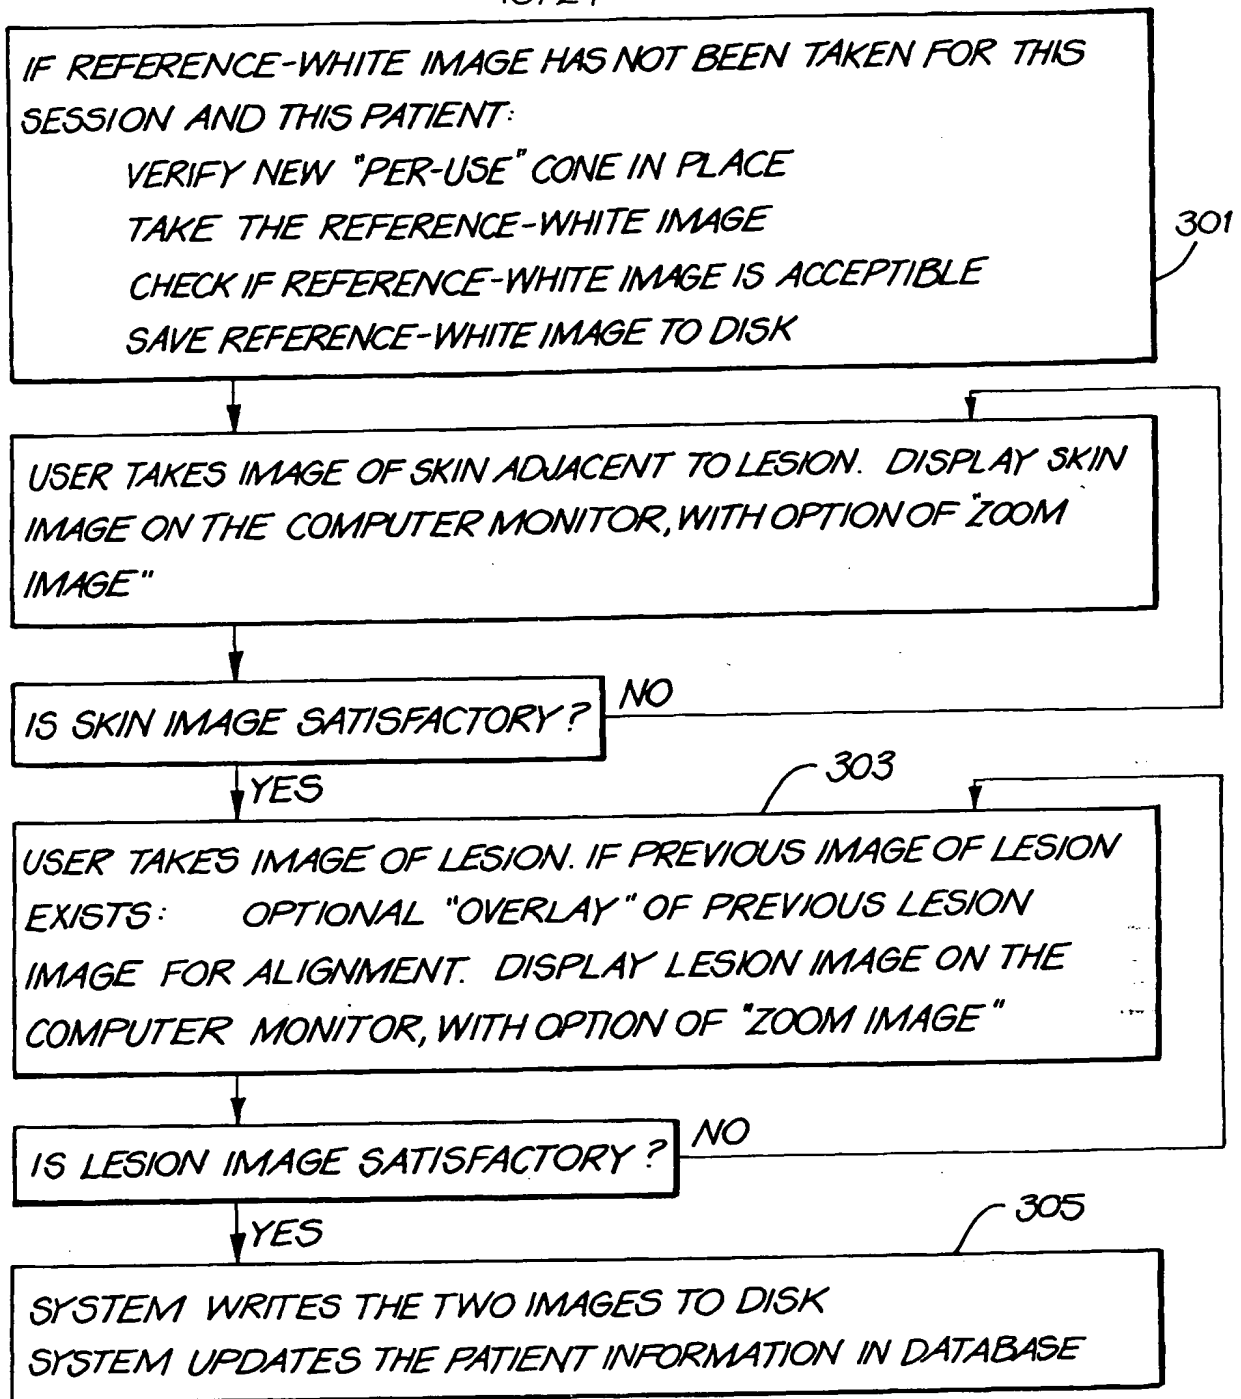 IF REFERENCE-WHITE IMAGE HAS NOT BEEN TAKEN FOR THIS
SESSION AND THIS PATIENT:
VERIFY NEW "PER-USE" CONE IN PLACE
TAKE THE REFERENCE-WHITE IMAGE
CHECK IF REFERENCE-WHITE IMAGE IS ACCEPTIBLE
SAVE REFERENCE-WHITE IMAGE TO DISK
301
USER TAKES IMAGE OF SKIN ADJACENT TO LESION. DISPLAY SKIN
IMAGE ON THE COMPUTER MONITOR, WITH OPTION OF "ZOOM
IMAGE"
IS SKIN IMAGE SATISFACTORY?
NO
YES
303
USER TAKES IMAGE OF LESION. IF PREVIOUS IMAGE OF LESION
EXISTS: OPTIONAL "OVERLAY" OF PREVIOUS LESION
IMAGE FOR ALIGNMENT. DISPLAY LESION IMAGE ON THE
COMPUTER MONITOR, WITH OPTION OF "ZOOM IMAGE"
IS LESION IMAGE SATISFACTORY?
NO
YES
305
SYSTEM WRITES THE TWO IMAGES TO DISK
SYSTEM UPDATES THE PATIENT INFORMATION IN DATABASE